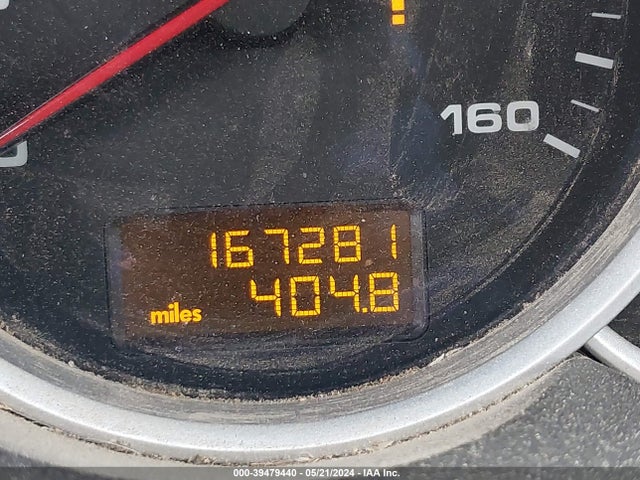 160
167281
miles 404.8
000-39479440 - 05/21/2024 - IAA Inc.